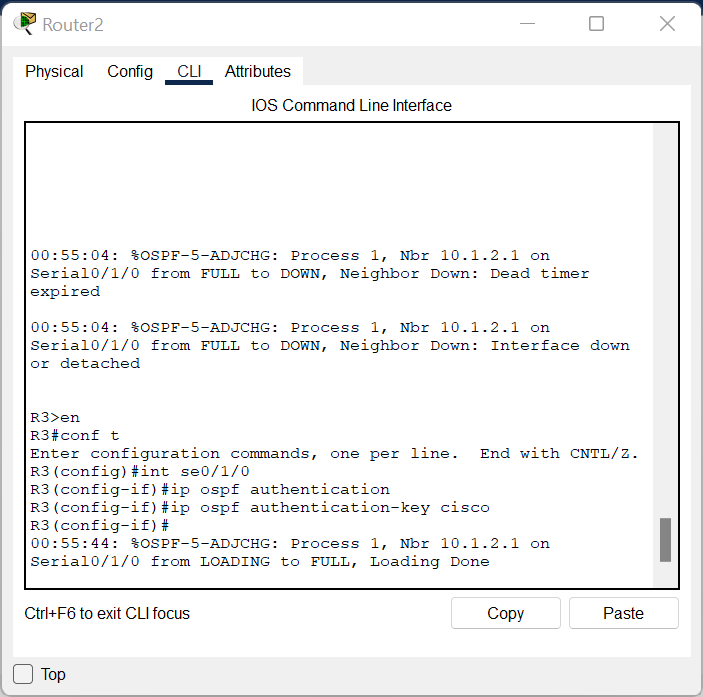 Router2
Physical Config CLI Attributes
IOS Command Line Interface
00:55:04: %OSPF-5-ADJCHG: Process 1, Nbr 10.1.2.1 on
Serial0/1/0 from FULL to DOWN, Neighbor Down: Dead timer
expired
00:55:04: %OSPF-5-ADJCHG: Process 1, Nbr 10.1.2.1 on
Serial0/1/0 from FULL to DOWN, Neighbor Down: Interface down
or detached
R3>en
R3#conf t
Enter configuration commands, one per line.  End with CNTL/Z.
R3(config)#int se0/1/0
R3(config-if)#ip ospf authentication
R3(config-if)#ip ospf authentication-key cisco
R3(config-if)#
00:55:44: %OSPF-5-ADJCHG: Process 1, Nbr 10.1.2.1 on
Serial0/1/0 from LOADING to FULL, Loading Done
Ctrl+F6 to exit CLI focus Copy Paste
Top